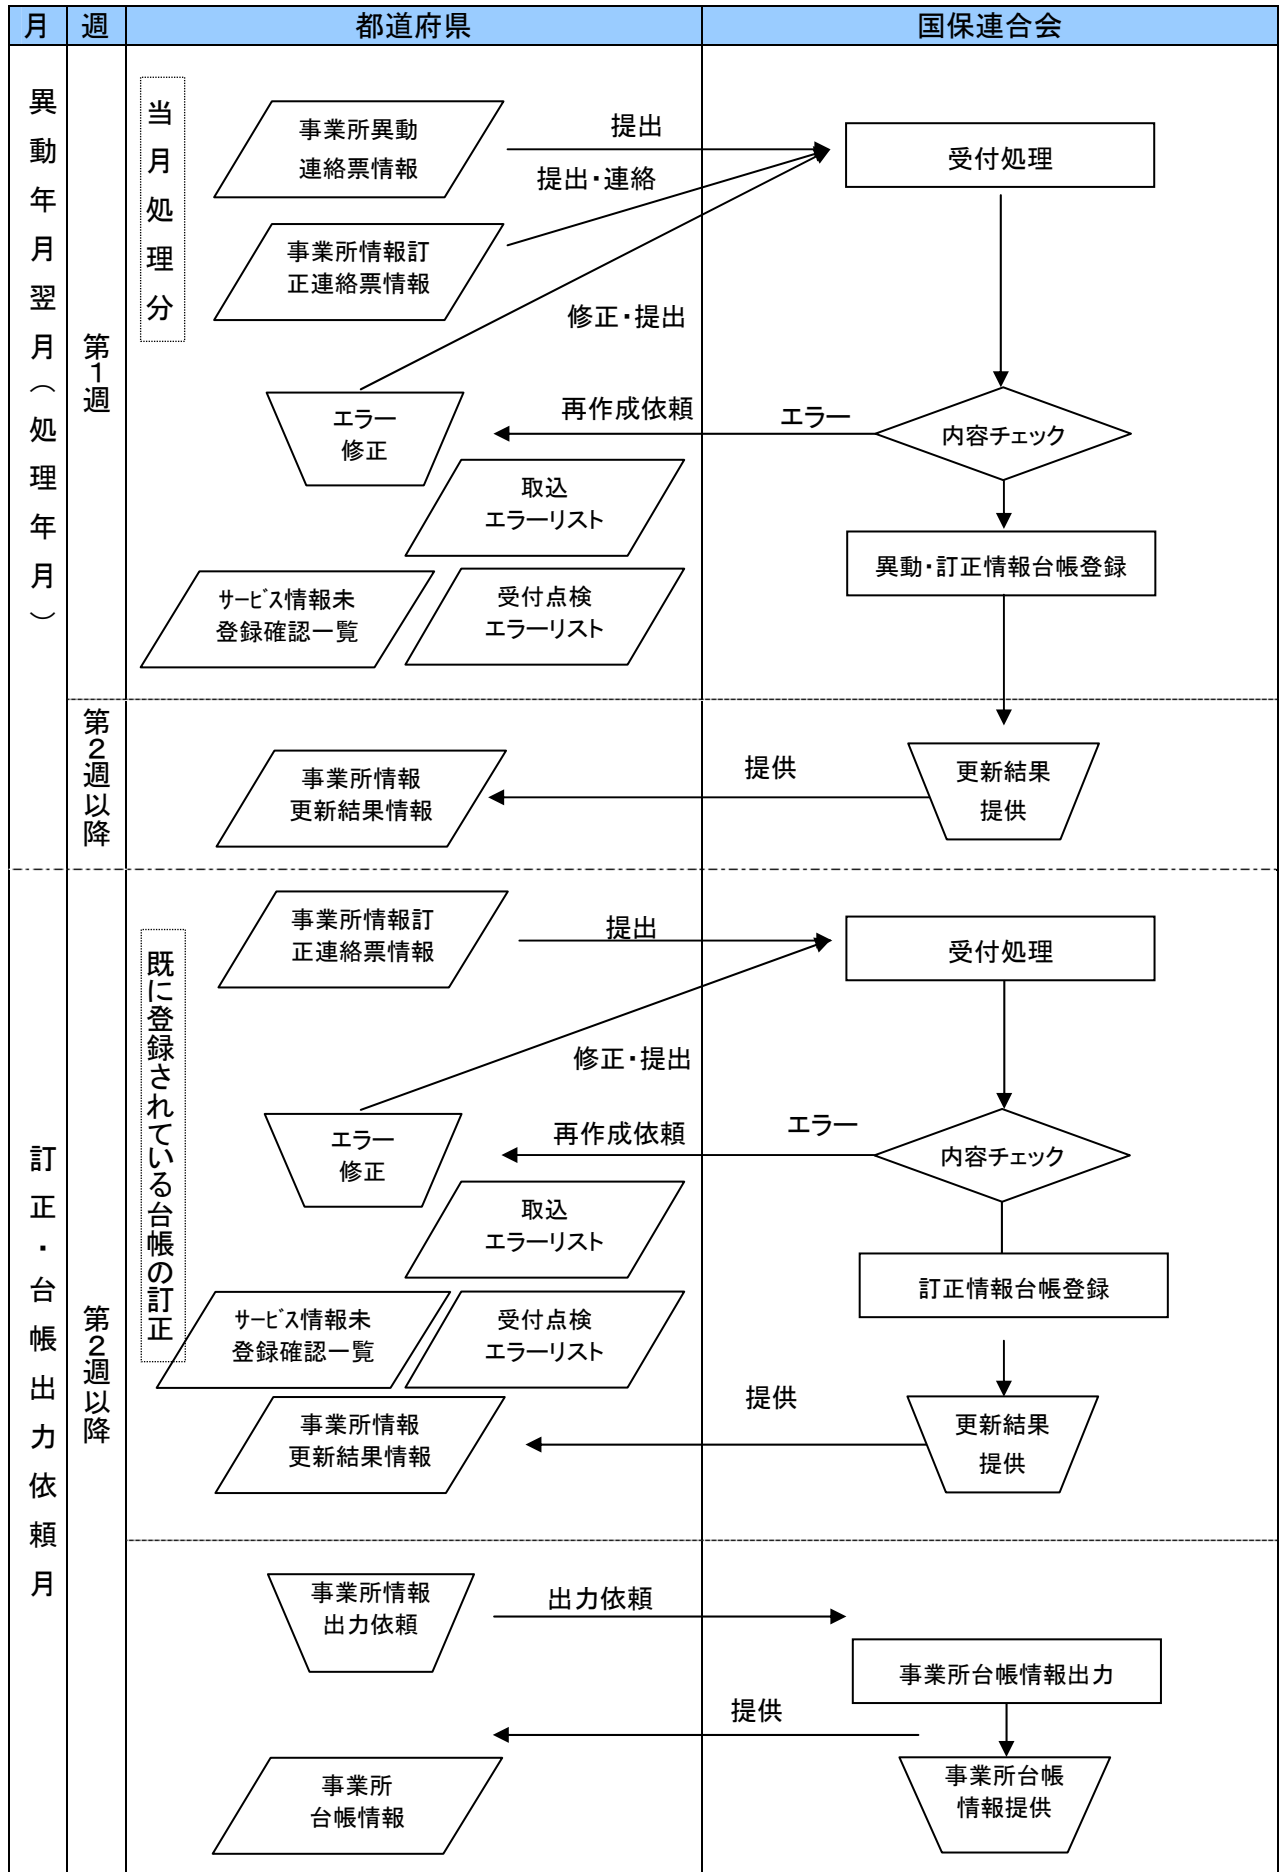 月
週
都道府県
国保連合会
異動年月翌月（処理年月）
第１週
当月処理分
事業所異動
連絡票情報
提出
受付処理
提出・連絡
事業所情報訂
正連絡票情報
修正・提出
エラー
修正
再作成依頼
エラー
内容チェック
取込
エラーリスト
異動・訂正情報台帳登録
サービス情報未
登録確認一覧
受付点検
エラーリスト
第２週以降
事業所情報
更新結果情報
提供
更新結果
提供
訂正・台帳出力依頼月
第２週以降
既に登録されている台帳の訂正
事業所情報訂
正連絡票情報
提出
受付処理
修正・提出
エラー
修正
再作成依頼
エラー
内容チェック
取込
エラーリスト
訂正情報台帳登録
サービス情報未
登録確認一覧
受付点検
エラーリスト
事業所情報
更新結果情報
提供
更新結果
提供
事業所情報
出力依頼
出力依頼
事業所台帳情報出力
提供
事業所
台帳情報
事業所台帳
情報提供